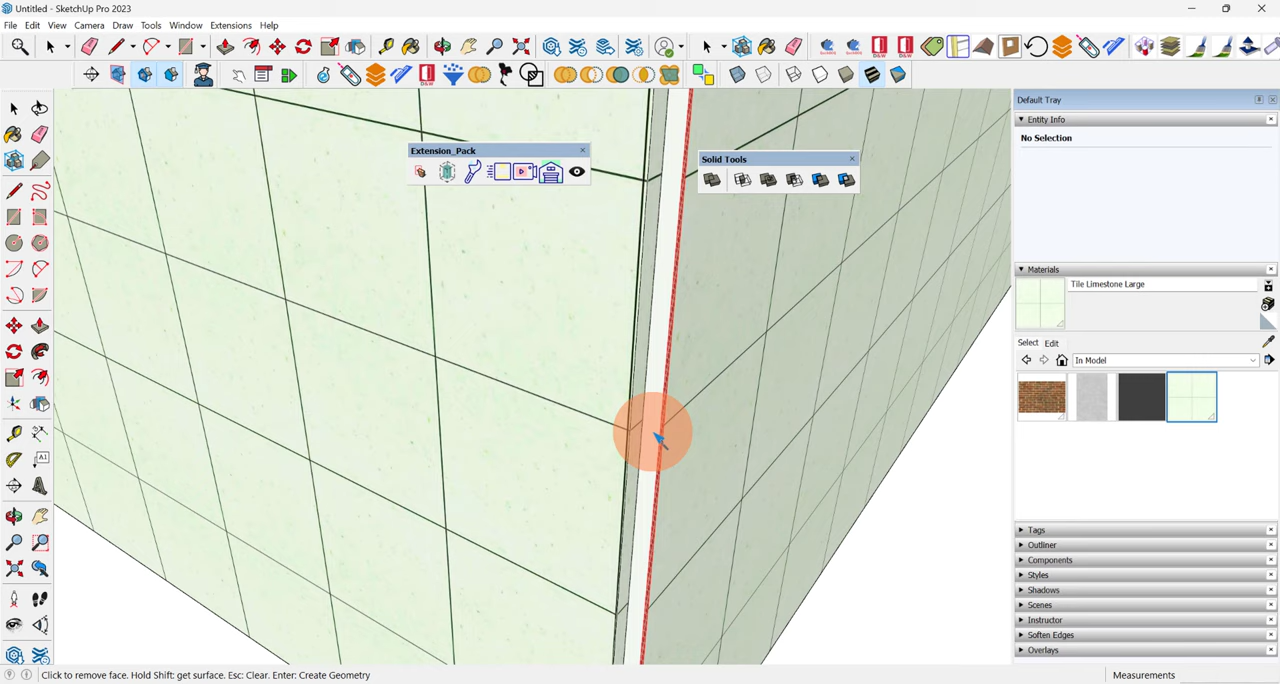 Untitled - SketchUp Pro 2023
File Edit View Camera Draw Tools Window Extensions Help
D&W
D&W
D&W
Default Tray
Entity Info
No Selection
Extension_Pack
Solid Tools
Materials
Tile Limestone Large
Select Edit
In Model
A1
Tags
Outliner
Components
Styles
Shadows
Scenes
Instructor
Soften Edges
Overlays
Click to remove face. Hold Shift: get surface. Esc: Clear. Enter: Create Geometry
Measurements